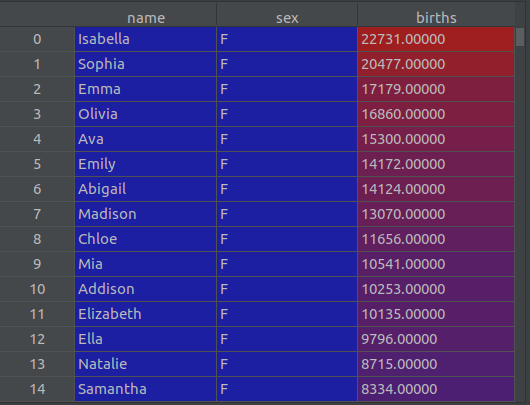 name sex births
0 Isabella F 22731.00000
1 Sophia F 20477.00000
2 Emma F 17179.00000
3 Olivia F 16860.00000
4 Ava F 15300.00000
5 Emily F 14172.00000
6 Abigail F 14124.00000
7 Madison F 13070.00000
8 Chloe F 11656.00000
9 Mia F 10541.00000
10 Addison F 10253.00000
11 Elizabeth F 10135.00000
12 Ella F 9796.00000
13 Natalie F 8715.00000
14 Samantha F 8334.00000